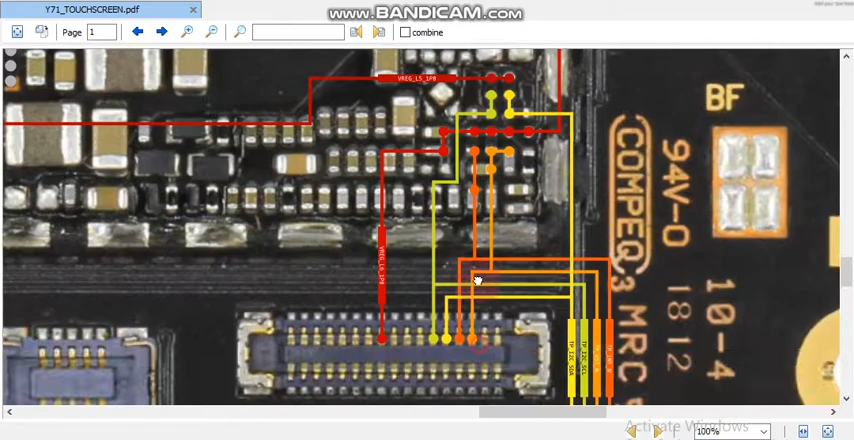 Y71_TOUCHSCREEN.pdf
×
www.BANDICAM.com
Page 1
combine
VREG_L5_1P8
BF
COMPEQ
94V-0
VREG_L6_1P8
3 MRC
1812
10-4
TP_I2C_SDA
TP_I2C_SCL
Activate Windows
100%